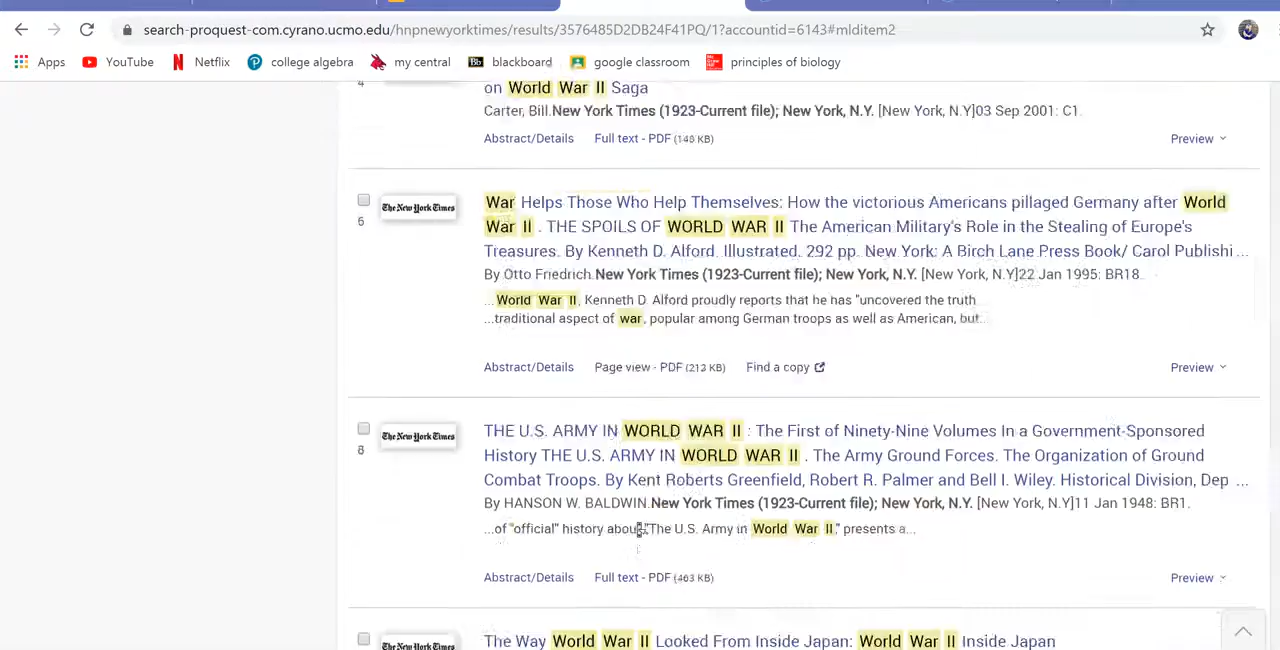 search-proquest-com.cyrano.ucmo.edu/hnpnewyorktimes/results/3576485D2DB24F41PQ/1?accountid=6143#mlditem2
Apps YouTube Netflix college algebra my central Bb blackboard google classroom principles of biology
4
on World War II Saga
Carter, Bill.New York Times (1923-Current file); New York, N.Y. [New York, N.Y]03 Sep 2001: C1.
Abstract/Details Full text - PDF (148 KB) Preview
The New York Times
War Helps Those Who Help Themselves: How the victorious Americans pillaged Germany after World
6
War II . THE SPOILS OF WORLD WAR II The American Military's Role in the Stealing of Europe's
Treasures. By Kenneth D. Alford. Illustrated. 292 pp. New York: A Birch Lane Press Book/ Carol Publishi ...
By Otto Friedrich.New York Times (1923-Current file); New York, N.Y. [New York, N.Y]22 Jan 1995: BR18.
...World War II, Kenneth D. Alford proudly reports that he has "uncovered the truth
...traditional aspect of war, popular among German troops as well as American, but...
Abstract/Details Page view - PDF (213 KB) Find a copy Preview
The New York Times
THE U.S. ARMY IN WORLD WAR II : The First of Ninety-Nine Volumes In a Government-Sponsored
8
History THE U.S. ARMY IN WORLD WAR II . The Army Ground Forces. The Organization of Ground
Combat Troops. By Kent Roberts Greenfield, Robert R. Palmer and Bell I. Wiley. Historical Division, Dep ...
By HANSON W. BALDWIN.New York Times (1923-Current file); New York, N.Y. [New York, N.Y]11 Jan 1948: BR1.
...of "official" history about "The U.S. Army in World War II," presents a...
Abstract/Details Full text - PDF (463 KB) Preview
The New York Times
The Way World War II Looked From Inside Japan: World War II Inside Japan